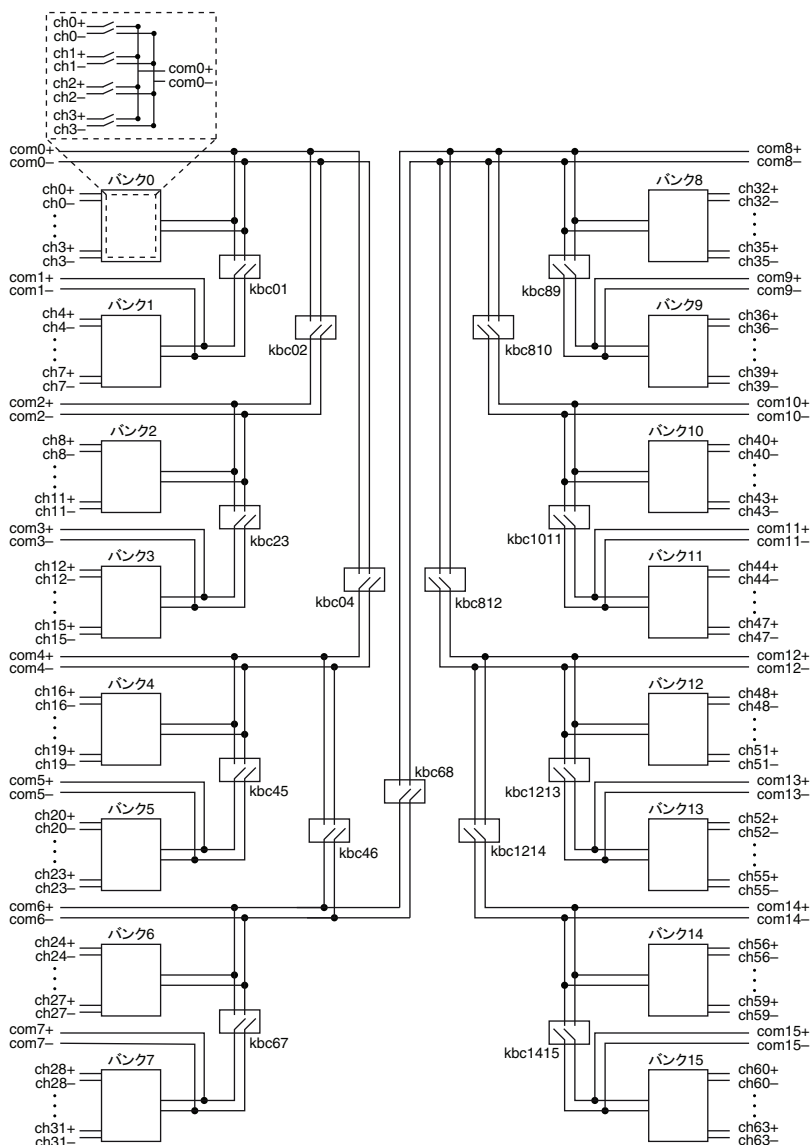 ch0+
ch0–
ch1+
ch1–
ch2+
ch2–
ch3+
ch3–
com0+
com0–
com0+
com0–
バンク0
ch0+
ch0–
ch3+
ch3–
kbc01
com1+
com1–
バンク1
ch4+
ch4–
ch7+
ch7–
kbc02
com2+
com2–
バンク2
ch8+
ch8–
ch11+
ch11–
kbc23
com3+
com3–
バンク3
ch12+
ch12–
ch15+
ch15–
kbc04
com4+
com4–
バンク4
ch16+
ch16–
ch19+
ch19–
kbc45
com5+
com5–
バンク5
ch20+
ch20–
ch23+
ch23–
kbc46
com6+
com6–
バンク6
ch24+
ch24–
ch27+
ch27–
kbc67
com7+
com7–
バンク7
ch28+
ch28–
ch31+
ch31–
kbc68
com8+
com8–
バンク8
ch32+
ch32–
ch35+
ch35–
kbc89
com9+
com9–
バンク9
ch36+
ch36–
ch39+
ch39–
kbc810
com10+
com10–
バンク10
ch40+
ch40–
ch43+
ch43–
kbc1011
com11+
com11–
バンク11
ch44+
ch44–
ch47+
ch47–
kbc812
com12+
com12–
バンク12
ch48+
ch48–
ch51+
ch51–
kbc1213
com13+
com13–
バンク13
ch52+
ch52–
ch55+
ch55–
kbc1214
com14+
com14–
バンク14
ch56+
ch56–
ch59+
ch59–
kbc1415
com15+
com15–
バンク15
ch60+
ch60–
ch63+
ch63–